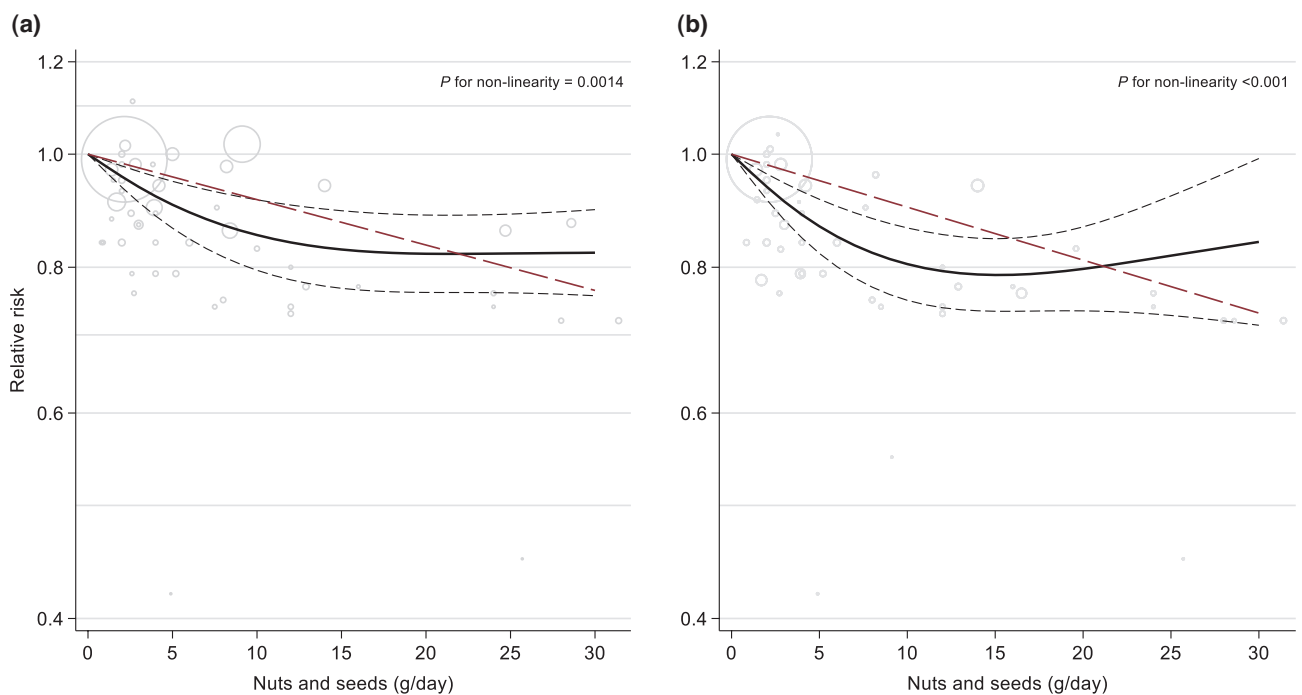 (a)
(b)
P for non-linearity = 0.0014
P for non-linearity <0.001
Relative risk
1.2
1.0
0.8
0.6
0.4
0 5 10 15 20 25 30
0 5 10 15 20 25 30
Nuts and seeds (g/day)
1.2
1.0
0.8
0.6
0.4
Nuts and seeds (g/day)